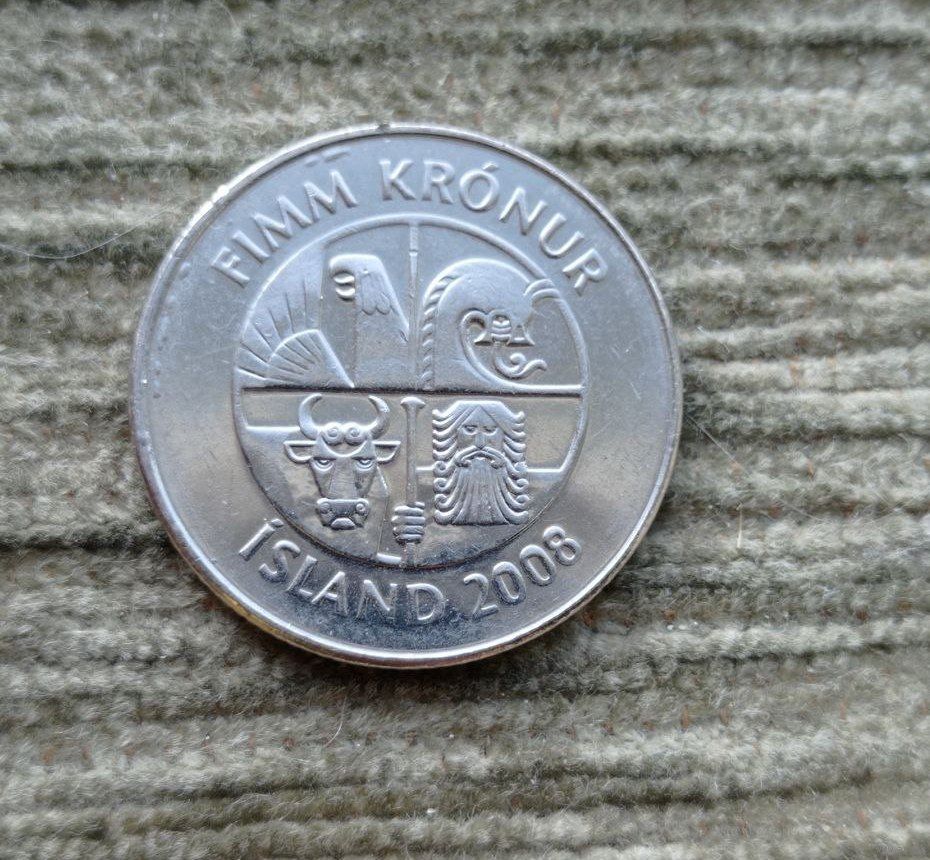 FIMM KRÓNUR
ÍSLAND 2008